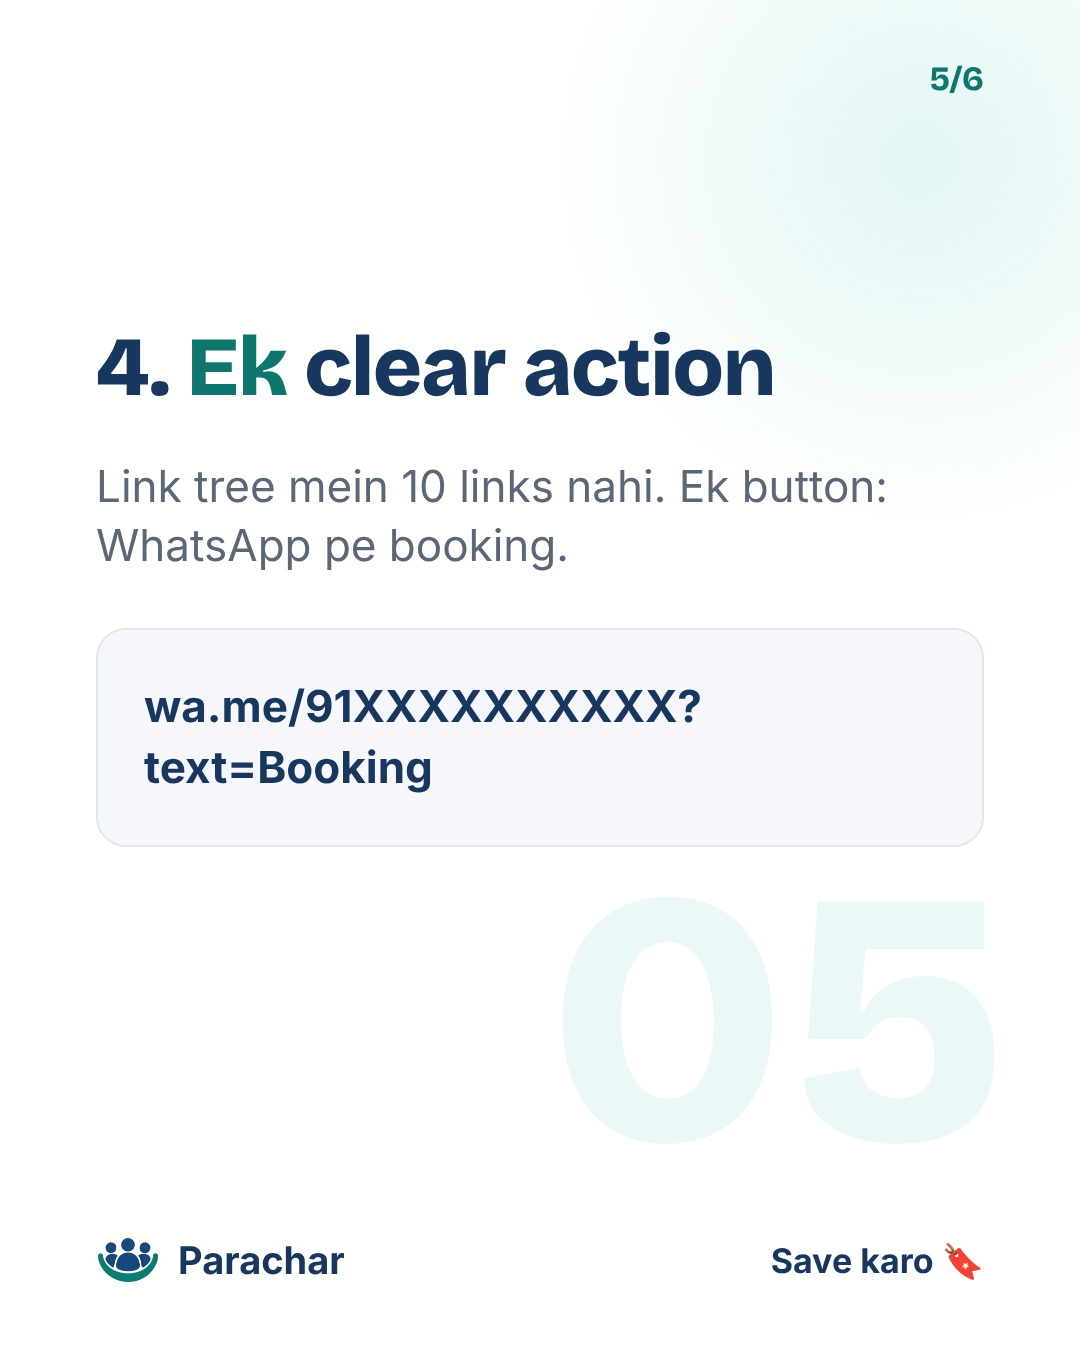 5/6
4. Ek clear action
Link tree mein 10 links nahi. Ek button:
WhatsApp pe booking.
wa.me/91XXXXXXXXXX?
text=Booking
05
Parachar
Save karo 🔖